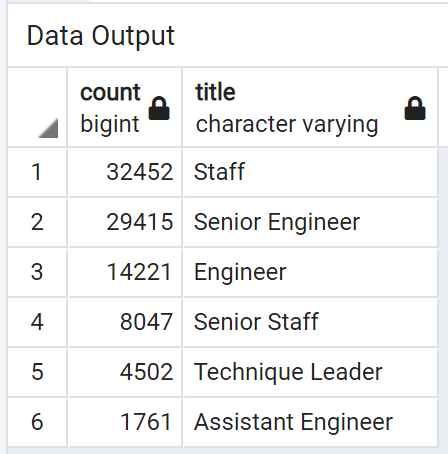 Data Output
count title
bigint character varying
1 32452 Staff
2 29415 Senior Engineer
3 14221 Engineer
4 8047 Senior Staff
5 4502 Technique Leader
6 1761 Assistant Engineer